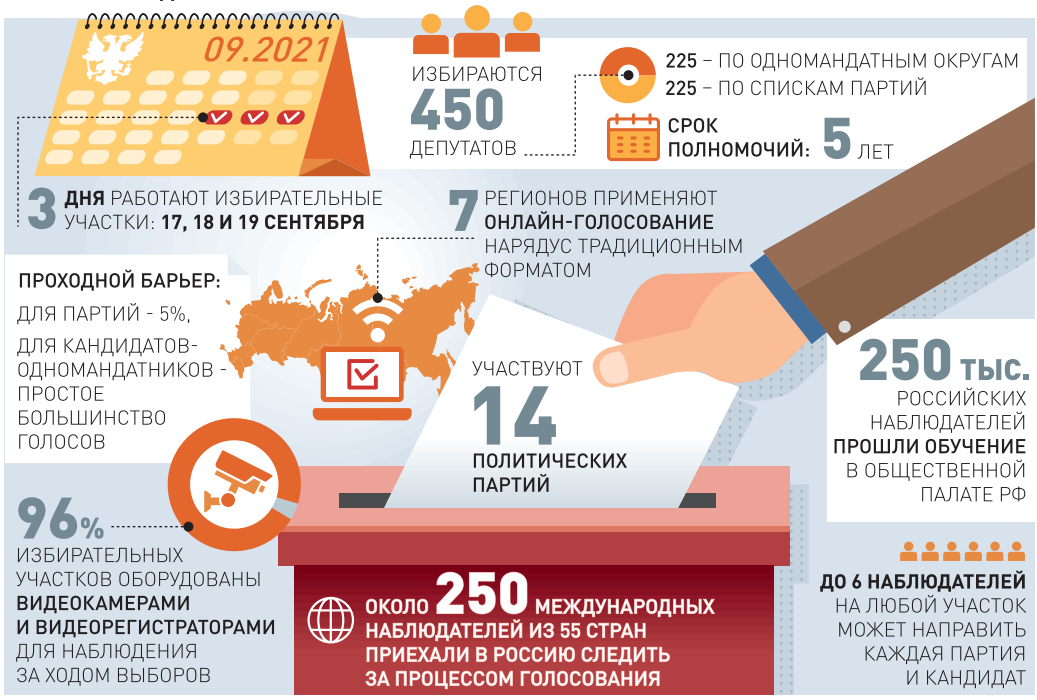 09.2021
ИЗБИРАЮТСЯ
450
ДЕПУТАТОВ
225 – ПО ОДНОМАНДАТНЫМ ОКРУГАМ
225 – ПО СПИСКАМ ПАРТИЙ
СРОК
ПОЛНОМОЧИЙ: 5 ЛЕТ
3 ДНЯ РАБОТАЮТ ИЗБИРАТЕЛЬНЫЕ
УЧАСТКИ: 17, 18 И 19 СЕНТЯБРЯ
7 РЕГИОНОВ ПРИМЕНЯЮТ
ОНЛАЙН-ГОЛОСОВАНИЕ
НАРЯДУС ТРАДИЦИОННЫМ
ФОРМАТОМ
ПРОХОДНОЙ БАРЬЕР:
ДЛЯ ПАРТИЙ - 5%,
ДЛЯ КАНДИДАТОВ-
ОДНОМАНДАТНИКОВ -
ПРОСТОЕ
БОЛЬШИНСТВО
ГОЛОСОВ
УЧАСТВУЮТ
14
ПОЛИТИЧЕСКИХ
ПАРТИЙ
250 ТЫС.
РОССИЙСКИХ
НАБЛЮДАТЕЛЕЙ
ПРОШЛИ ОБУЧЕНИЕ
В ОБЩЕСТВЕННОЙ
ПАЛАТЕ РФ
96%
ИЗБИРАТЕЛЬНЫХ
УЧАСТКОВ ОБОРУДОВАНЫ
ВИДЕОКАМЕРАМИ
И ВИДЕОРЕГИСТРАТОРАМИ
ДЛЯ НАБЛЮДЕНИЯ
ЗА ХОДОМ ВЫБОРОВ
ОКОЛО 250 МЕЖДУНАРОДНЫХ
НАБЛЮДАТЕЛЕЙ ИЗ 55 СТРАН
ПРИЕХАЛИ В РОССИЮ СЛЕДИТЬ
ЗА ПРОЦЕССОМ ГОЛОСОВАНИЯ
ДО 6 НАБЛЮДАТЕЛЕЙ
НА ЛЮБОЙ УЧАСТОК
МОЖЕТ НАПРАВИТЬ
КАЖДАЯ ПАРТИЯ
И КАНДИДАТ